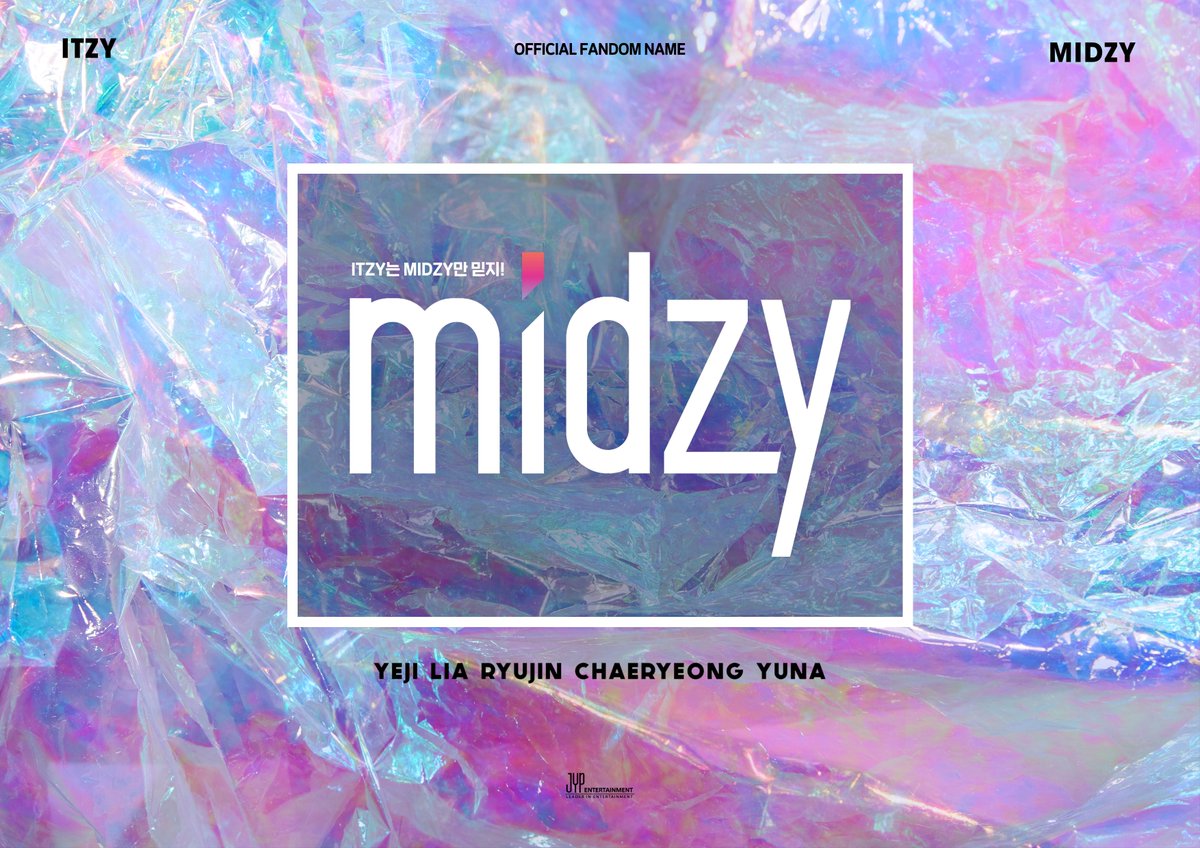 ITZY
OFFICIAL FANDOM NAME
MIDZY
ITZY는 MIDZY만 믿지!
midzy
YEJI LIA RYUJIN CHAERYEONG YUNA
JYP ENTERTAINMENT
LEADER IN ENTERTAINMENT